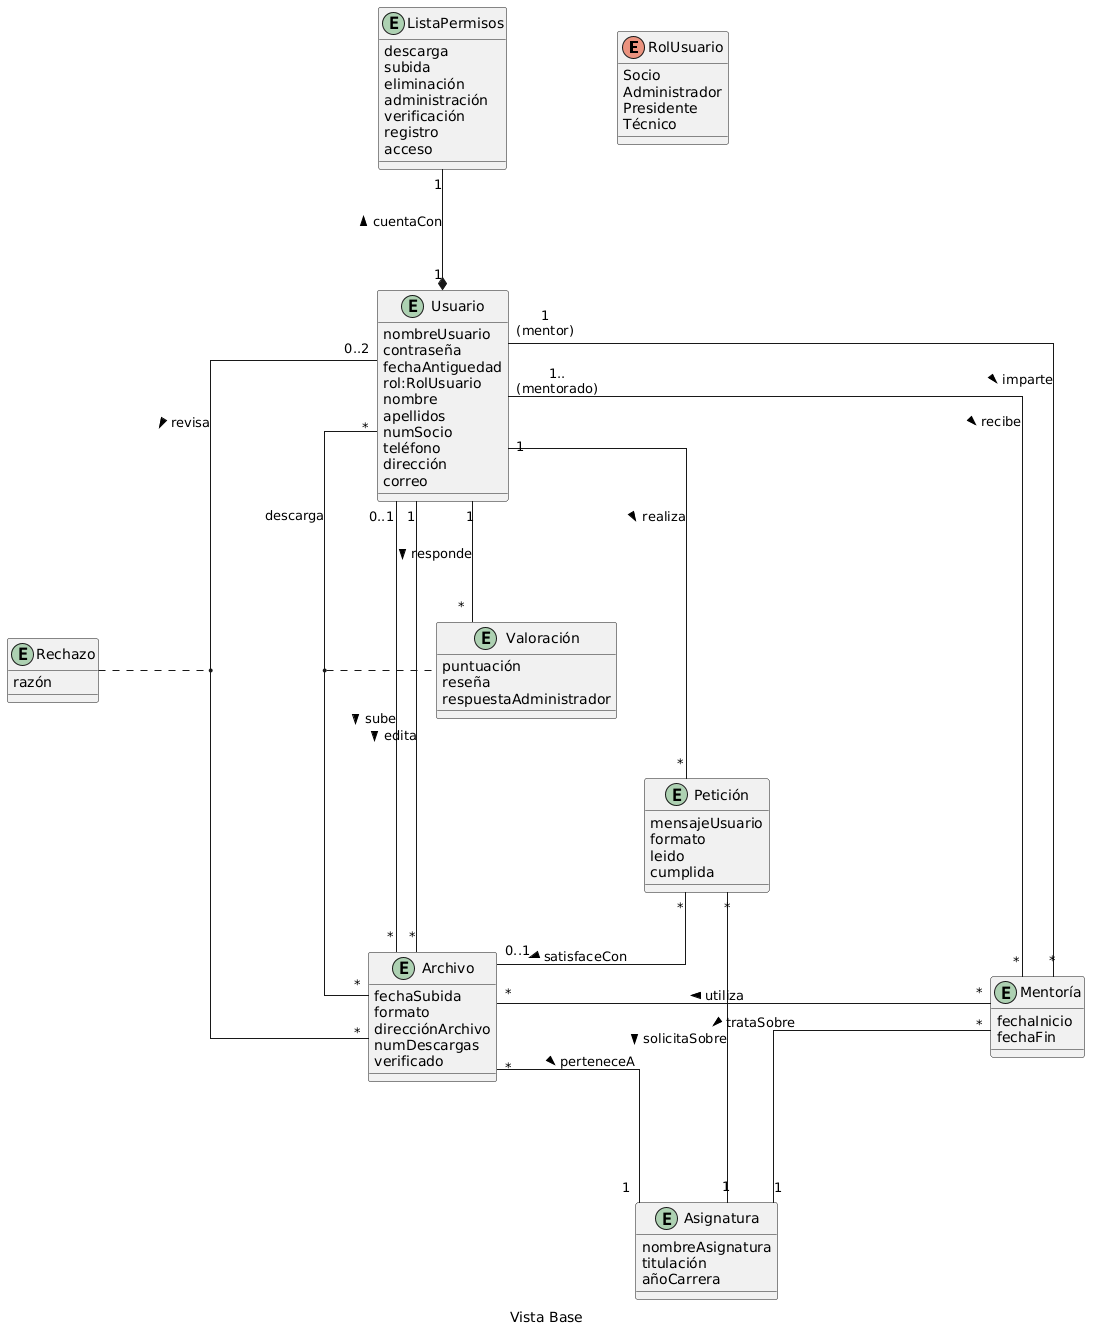 E ListaPermisos
descarga
subida
eliminación
administración
verificación
registro
acceso
E RolUsuario
Socio
Administrador
Presidente
Técnico
1
cuentaCon
1
E Usuario
nombreUsuario
contraseña
fechaAntiguedad
rol:RolUsuario
nombre
apellidos
numSocio
teléfono
dirección
correo
1
(mentor)
0..2
1..
(mentorado)
imparte
revisa
*
recibe
1
descarga
0..1
1
1
realiza
responde
*
E Rechazo
razón
E Valoración
puntuación
reseña
respuestaAdministrador
sube
edita
*
E Petición
mensajeUsuario
formato
leido
cumplida
*
*
*
*
0..1
satisfaceCon
*
*
E Archivo
fechaSubida
formato
direcciónArchivo
numDescargas
verificado
*
*
*
utiliza
*
*
trataSobre
solicitaSobre
E Mentoría
fechaInicio
fechaFin
*
perteneceA
1
1
1
E Asignatura
nombreAsignatura
titulación
añoCarrera
Vista Base